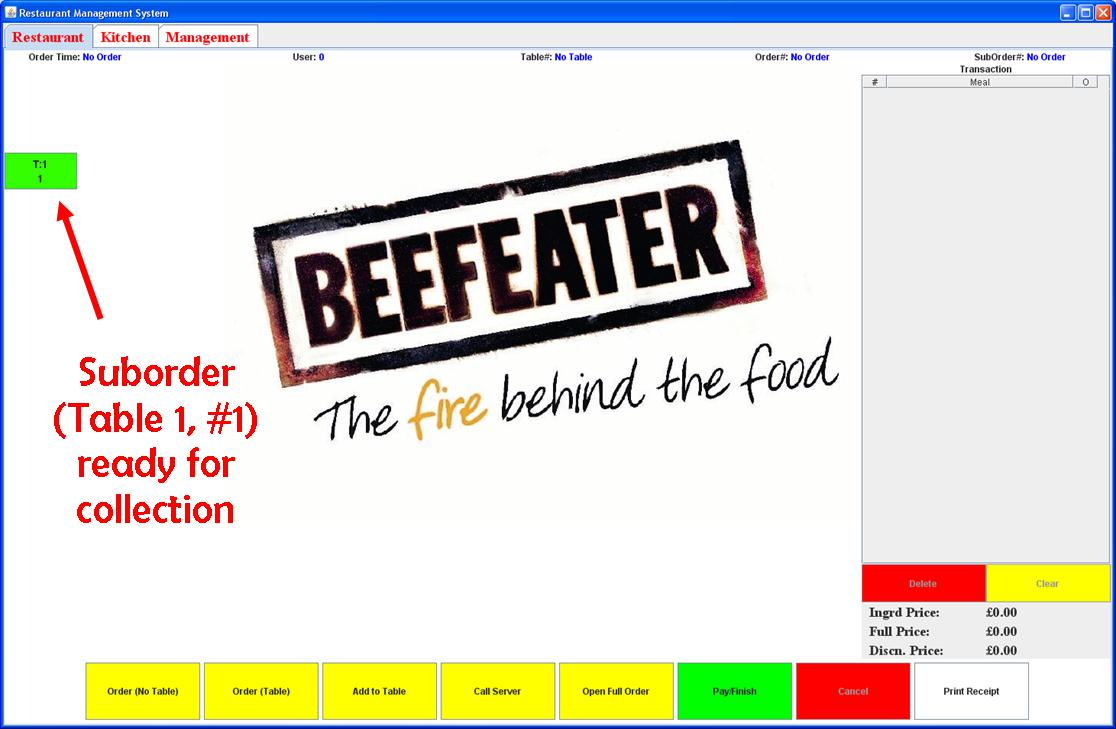 Restaurant Management System
Restaurant Kitchen Management
Order Time: No Order User: 0 Table#: No Table Order#: No Order SubOrder#: No Order
Transaction
# Meal O
T:1
1
BEEFEATER
The fire behind the food
Suborder
(Table 1, #1)
ready for
collection
Delete Clear
Ingrd Price: £0.00
Full Price: £0.00
Discn. Price: £0.00
Order (No Table) Order (Table) Add to Table Call Server Open Full Order Pay/Finish Cancel Print Receipt